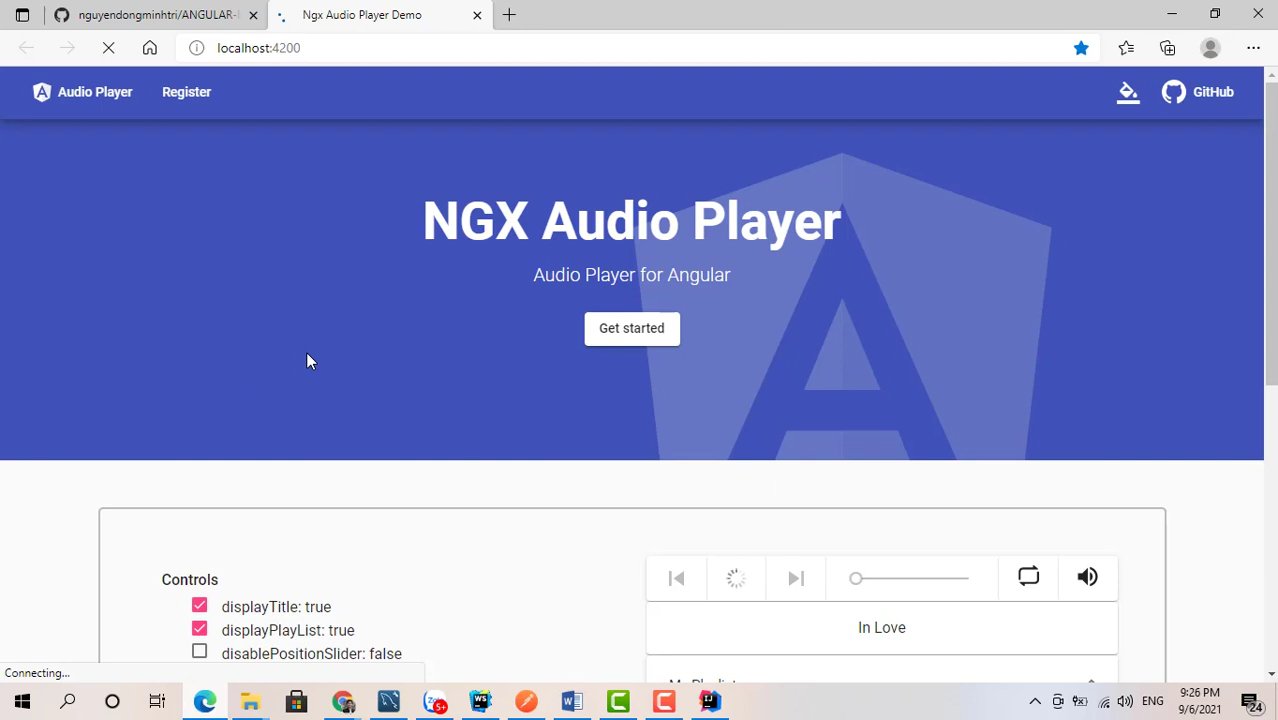 nguyendongminhtri/ANGULAR-
Ngx Audio Player Demo
localhost:4200
Audio Player
Register
GitHub
NGX Audio Player
Audio Player for Angular
Get started
Controls
displayTitle: true
displayPlayList: true
disablePositionSlider: false
In Love
Connecting...
5+
ENG
9:26 PM
9/6/2021
24